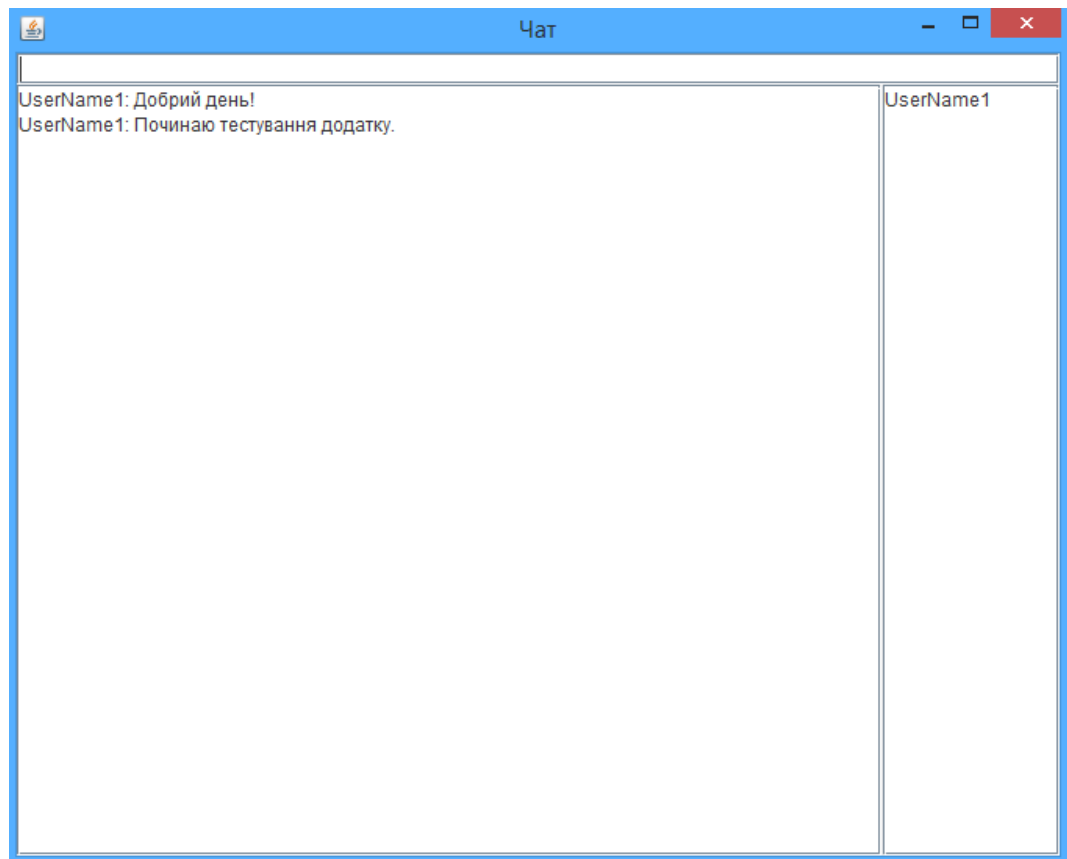 Чат
UserName1: Добрий день!
UserName1: Починаю тестування додатку.
UserName1